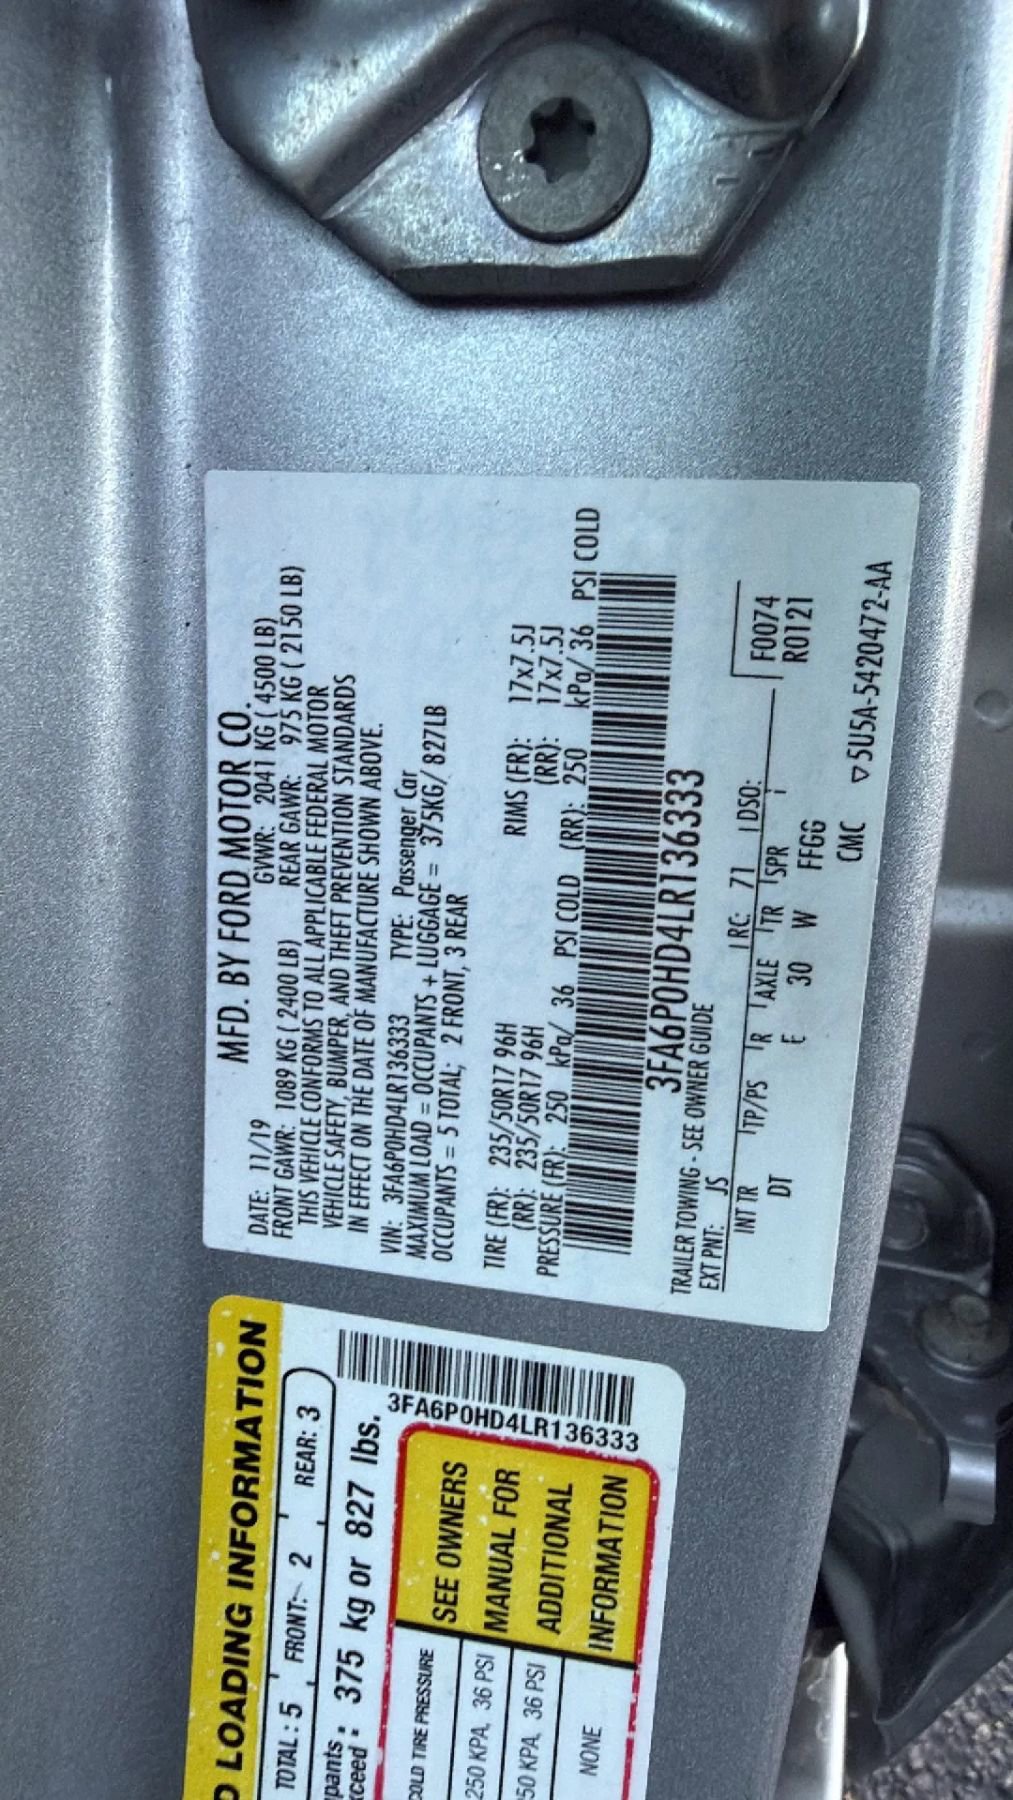 MFD. BY FORD MOTOR CO.
DATE: 11/19 GVWR: 2041 KG ( 4500 LB)
FRONT GAWR: 1089 KG ( 2400 LB) REAR GAWR: 975 KG ( 2150 LB)
THIS VEHICLE CONFORMS TO ALL APPLICABLE FEDERAL MOTOR
VEHICLE SAFETY, BUMPER, AND THEFT PREVENTION STANDARDS
IN EFFECT ON THE DATE OF MANUFACTURE SHOWN ABOVE.
VIN: 3FA6P0HD4LR136333 TYPE: Passenger Car
MAXIMUM LOAD = OCCUPANTS + LUGGAGE = 375KG/ 827LB
OCCUPANTS = 5 TOTAL; 2 FRONT, 3 REAR
TIRE (FR): 235/50R17 96H RIMS (FR): 17x7.5J
(RR): 235/50R17 96H (RR): 17x7.5J
PRESSURE (FR): 250 kPa/ 36 PSI COLD (RR): 250 kPa/ 36 PSI COLD
3FA6P0HD4LR136333
TRAILER TOWING - SEE OWNER GUIDE
EXT PNT: JS RC: 71 DSO:
INT TR TP/PS R AXLE TR SPR
DT E 30 W FFGG
F0074
R0121
CMC ▽5U5A-5420472-AA
LOADING INFORMATION
TOTAL : 5 FRONT: 2 REAR: 3
pants : 375 kg or 827 lbs.
xceed :
3FA6P0HD4LR136333
COLD TIRE PRESSURE
250 KPA, 36 PSI
50 KPA, 36 PSI
NONE
SEE OWNERS
MANUAL FOR
ADDITIONAL
INFORMATION